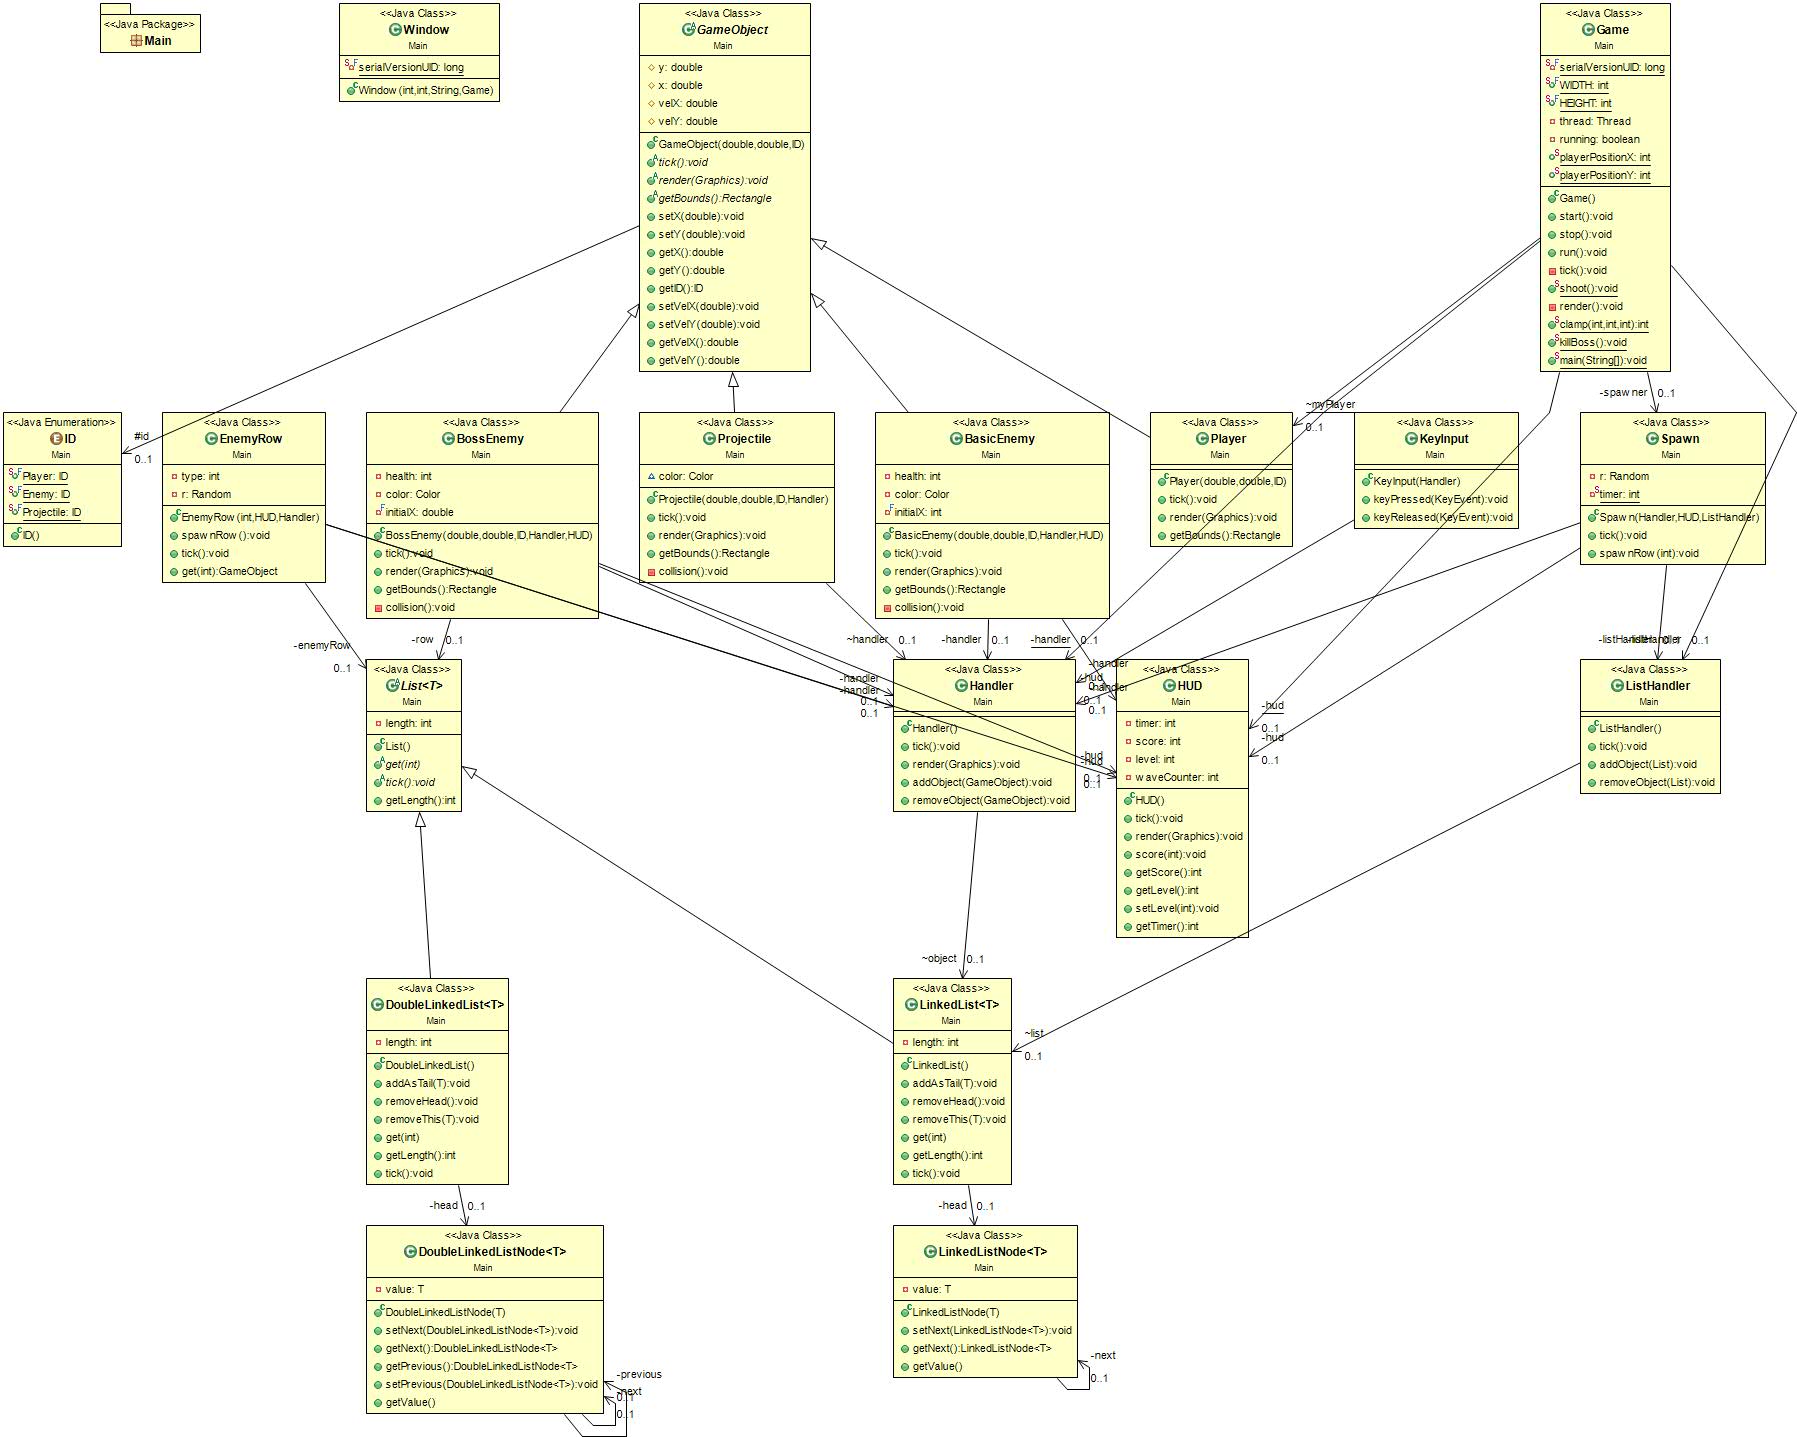 <<Java Package>>
Main
<<Java Class>>
Window
Main
serialVersionUID: long
Window(int,int,String,Game)
<<Java Class>>
GameObject
Main
y: double
x: double
velX: double
velY: double
GameObject(double,double,ID)
tick():void
render(Graphics):void
getBounds():Rectangle
setX(double):void
setY(double):void
getX():double
getY():double
getID():ID
setVelX(double):void
setVelY(double):void
getVelX():double
getVelY():double
<<Java Class>>
Game
Main
serialVersionUID: long
WIDTH: int
HEIGHT: int
thread: Thread
running: boolean
playerPositionX: int
playerPositionY: int
Game()
start():void
stop():void
run():void
tick():void
shoot():void
render():void
clamp(int,int,int):int
killBoss():void
main(String[]):void
-spawner 0..1
~myPlayer
0..1
#id
0..1
<<Java Enumeration>>
ID
Main
Player: ID
Enemy: ID
Projectile: ID
ID()
<<Java Class>>
EnemyRow
Main
type: int
r: Random
EnemyRow(int,HUD,Handler)
spawnRow():void
tick():void
get(int):GameObject
<<Java Class>>
BossEnemy
Main
health: int
color: Color
initialX: double
BossEnemy(double,double,ID,Handler,HUD)
tick():void
render(Graphics):void
getBounds():Rectangle
collision():void
<<Java Class>>
Projectile
Main
color: Color
Projectile(double,double,ID,Handler)
tick():void
render(Graphics):void
getBounds():Rectangle
collision():void
<<Java Class>>
BasicEnemy
Main
health: int
color: Color
initialX: int
BasicEnemy(double,double,ID,Handler,HUD)
tick():void
render(Graphics):void
getBounds():Rectangle
collision():void
<<Java Class>>
Player
Main
Player(double,double,ID)
tick():void
render(Graphics):void
getBounds():Rectangle
<<Java Class>>
KeyInput
Main
KeyInput(Handler)
keyPressed(KeyEvent):void
keyReleased(KeyEvent):void
<<Java Class>>
Spawn
Main
r: Random
timer: int
Spawn(Handler,HUD,ListHandler)
tick():void
spawnRow(int):void
-enemyRow
0..1
-row 0..1
~handler 0..1
-handler 0..1
-handler 0..1
-handler
-hud
-handler
0..1
0..1
-handler
-handler
0..1
0..1
-hud
0..1
-hud
0..1
-hud
0..1
0..1
-listHandler
0..1
<<Java Class>>
List<T>
Main
length: int
List()
get(int)
tick():void
getLength():int
<<Java Class>>
Handler
Main
Handler()
tick():void
render(Graphics):void
addObject(GameObject):void
removeObject(GameObject):void
<<Java Class>>
HUD
Main
timer: int
score: int
level: int
waveCounter: int
HUD()
tick():void
render(Graphics):void
score(int):void
getScore():int
getLevel():int
setLevel(int):void
getTimer():int
<<Java Class>>
ListHandler
Main
ListHandler()
tick():void
addObject(List):void
removeObject(List):void
~object 0..1
~list
0..1
<<Java Class>>
DoubleLinkedList<T>
Main
length: int
DoubleLinkedList()
addAsTail(T):void
removeHead():void
removeThis(T):void
get(int)
getLength():int
tick():void
<<Java Class>>
LinkedList<T>
Main
length: int
LinkedList()
addAsTail(T):void
removeHead():void
removeThis(T):void
get(int)
getLength():int
tick():void
-head 0..1
-head 0..1
<<Java Class>>
DoubleLinkedListNode<T>
Main
value: T
DoubleLinkedListNode(T)
setNext(DoubleLinkedListNode<T>):void
getNext():DoubleLinkedListNode<T>
getPrevious():DoubleLinkedListNode<T>
setPrevious(DoubleLinkedListNode<T>):void
getValue()
-previous
-next
0..1
0..1
<<Java Class>>
LinkedListNode<T>
Main
value: T
LinkedListNode(T)
setNext(LinkedListNode<T>):void
getNext():LinkedListNode<T>
getValue()
-next
0..1